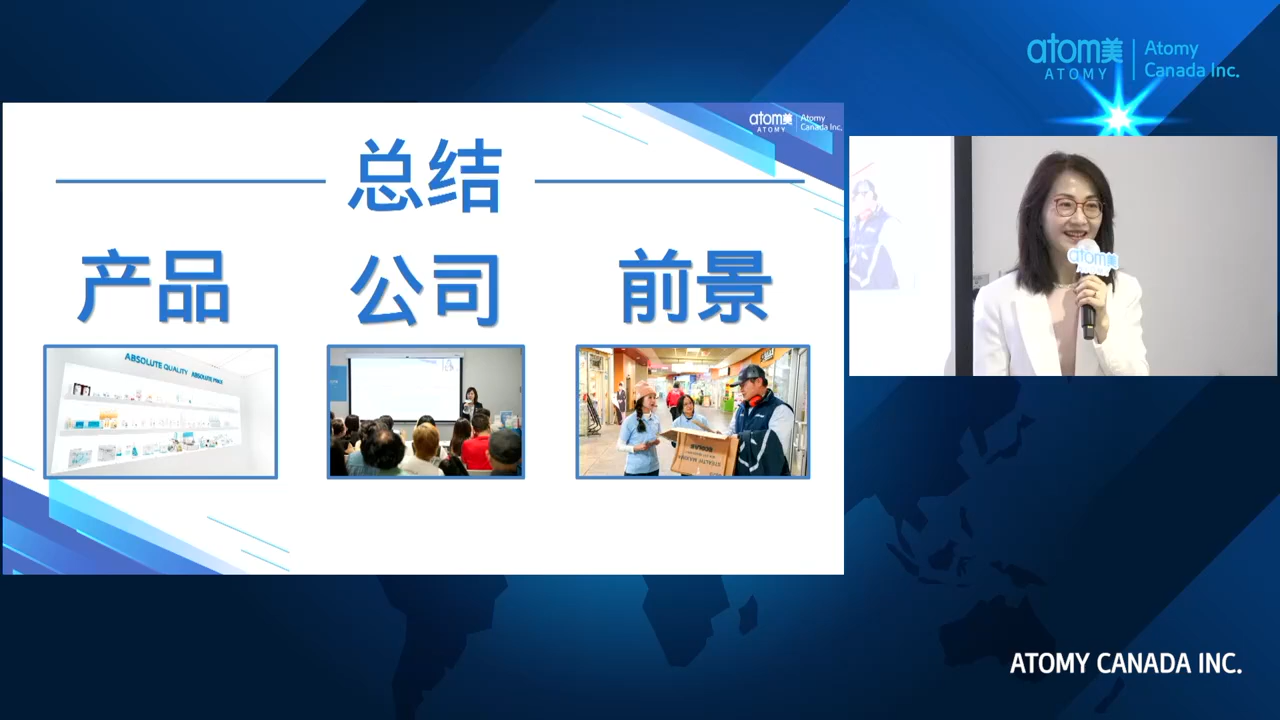 atom美
ATOMY
Atomy
Canada Inc.
atom美
ATOMY
Atomy
Canada Inc.
总结
产品
公司
前景
ABSOLUTE QUALITY ABSOLUTE PRICE
atom美
ATOMY CANADA INC.